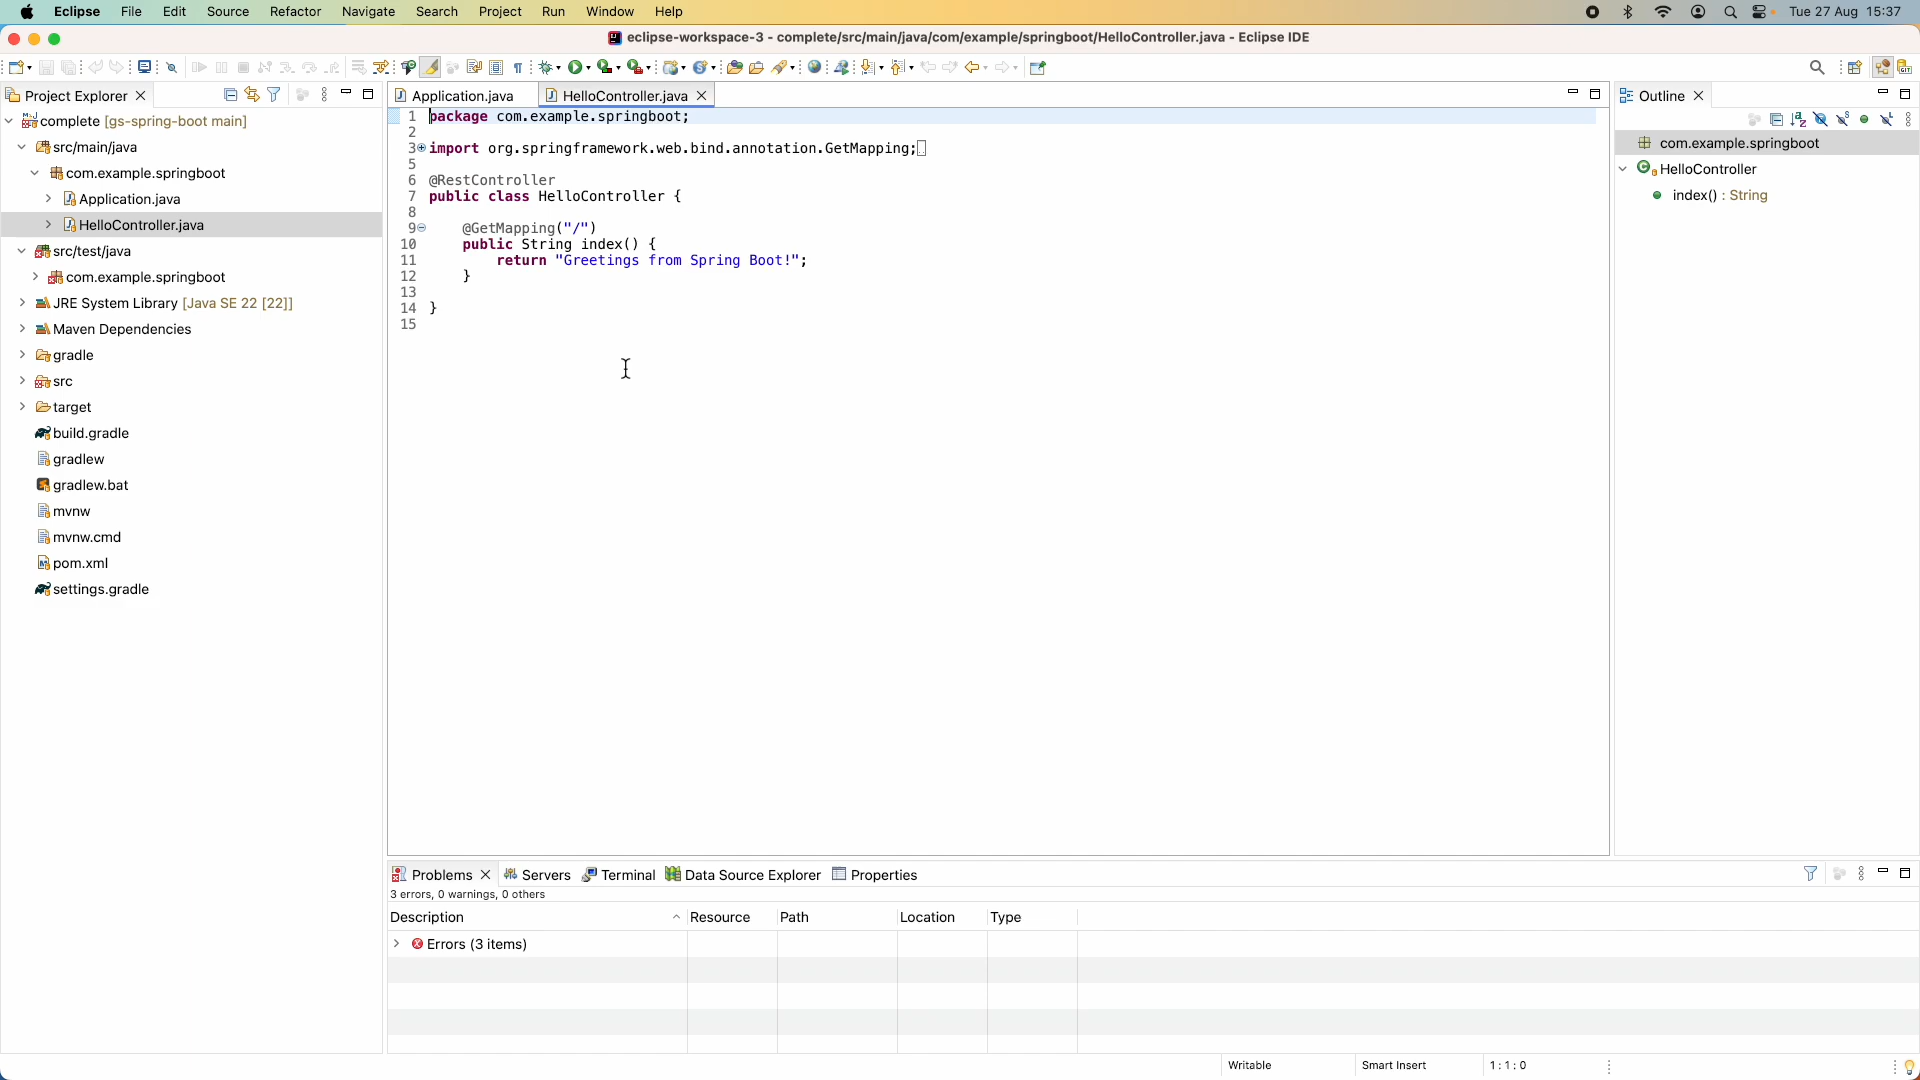 Eclipse File Edit Source Refactor Navigate Search Project Run Window Help Tue 27 Aug 15:37
eclipse-workspace-3 - complete/src/main/java/com/example/springboot/HelloController.java - Eclipse IDE
Project Explorer
complete [gs-spring-boot main]
src/main/java
com.example.springboot
Application.java
HelloController.java
src/test/java
com.example.springboot
JRE System Library [Java SE 22 [22]]
Maven Dependencies
gradle
src
target
build.gradle
gradlew
gradlew.bat
mvnw
mvnw.cmd
pom.xml
settings.gradle
Application.java HelloController.java
1 package com.example.springboot;
2
3 import org.springframework.web.bind.annotation.GetMapping;
5
6 @RestController
7 public class HelloController {
8
9 @GetMapping("/")
10 public String index() {
11 return "Greetings from Spring Boot!";
12 }
13
14 }
15
Outline
com.example.springboot
HelloController
index() : String
Problems Servers Terminal Data Source Explorer Properties
3 errors, 0 warnings, 0 others
Description Resource Path Location Type
Errors (3 items)
Writable Smart Insert 1 : 1 : 0